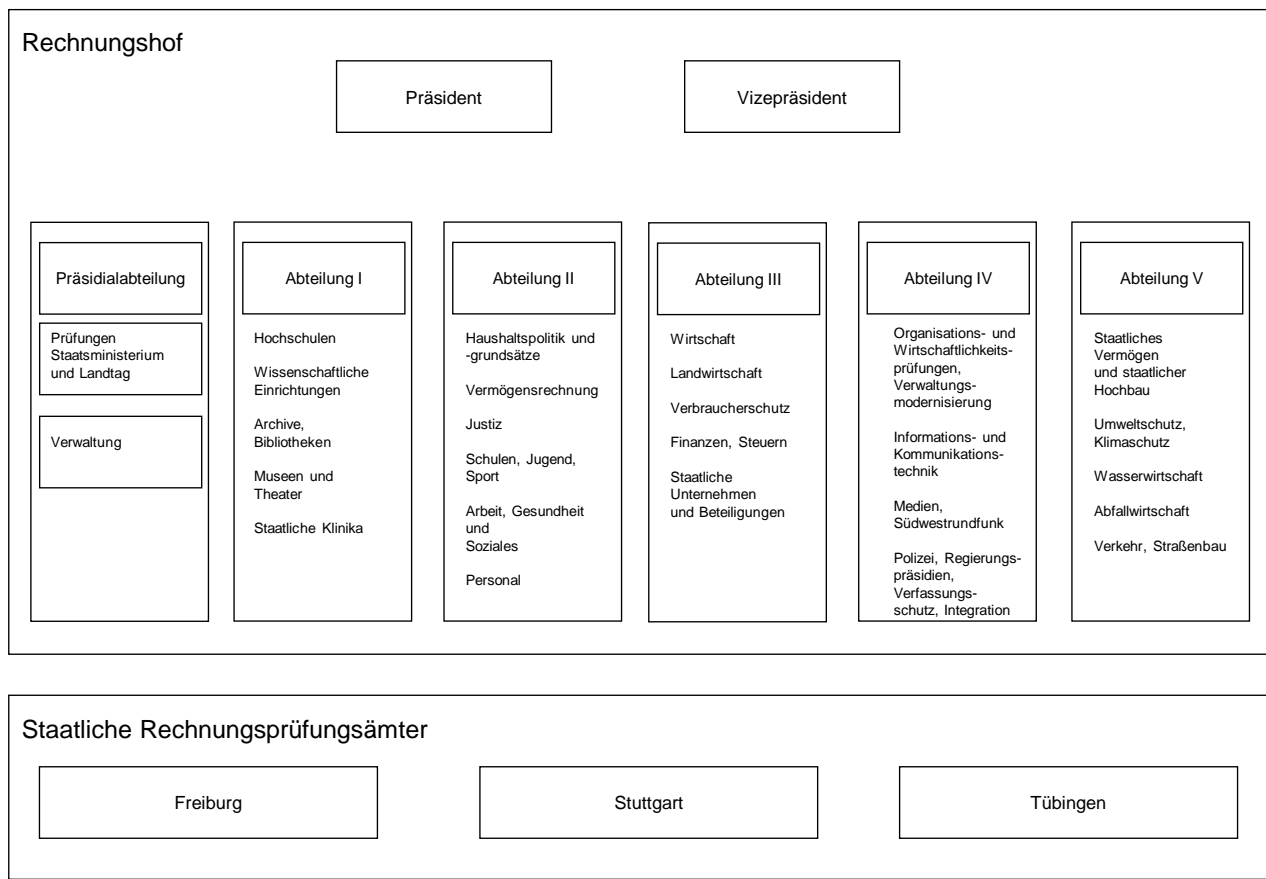 Rechnungshof
Präsident
Vizepräsident
Präsidialabteilung
Prüfungen
Staatsministerium
und Landtag
Verwaltung
Abteilung I
Hochschulen
Wissenschaftliche
Einrichtungen
Archive,
Bibliotheken
Museen und
Theater
Staatliche Klinika
Abteilung II
Haushaltspolitik und
-grundsätze
Vermögensrechnung
Justiz
Schulen, Jugend,
Sport
Arbeit, Gesundheit
und
Soziales
Personal
Abteilung III
Wirtschaft
Landwirtschaft
Verbraucherschutz
Finanzen, Steuern
Staatliche
Unternehmen
und Beteiligungen
Abteilung IV
Organisations- und
Wirtschaftlichkeits-
prüfungen,
Verwaltungs-
modernisierung
Informations- und
Kommunikations-
technik
Medien,
Südwestrundfunk
Polizei, Regierungs-
präsidien,
Verfassungs-
schutz, Integration
Abteilung V
Staatliches
Vermögen
und staatlicher
Hochbau
Umweltschutz,
Klimaschutz
Wasserwirtschaft
Abfallwirtschaft
Verkehr, Straßenbau
Staatliche Rechnungsprüfungsämter
Freiburg
Stuttgart
Tübingen